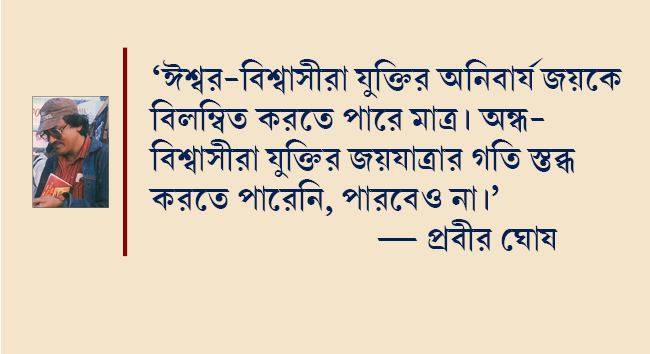 ‘ঈশ্বর-বিশ্বাসীরা যুক্তির অনিবার্য জয়কে
বিলম্বিত করতে পারে মাত্র। অন্ধ-
বিশ্বাসীরা যুক্তির জয়যাত্রার গতি স্তব্ধ
করতে পারেনি, পারবেও না।’
— প্রবীর ঘোষ